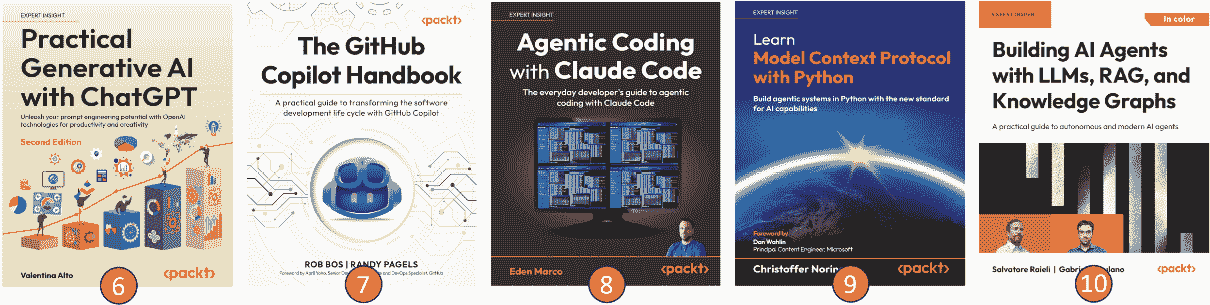 EXPERT INSIGHT
Practical
Generative AI
with ChatGPT
Unleash your prompt engineering potential with OpenAI
technologies for productivity and creativity
Second Edition
Valentina Alto
<packt>
6
<packt>
The GitHub
Copilot Handbook
A practical guide to transforming the software
development life cycle with GitHub Copilot
ROB BOS | RANDY PAGELS
7
EXPERT INSIGHT
Agentic Coding
with Claude Code
The everyday developer's guide to agentic
coding with Claude Code
Eden Marco
<packt>
8
EXPERT INSIGHT
Learn
Model Context Protocol
with Python
Build agentic systems in Python with the new standard
for AI capabilities
Foreword by
Dan Wahlin
Principal Content Engineer, Microsoft
Christoffer
<packt>
9
EXPERT INSIGHT
In color
Building AI Agents
with LLMs, RAG, and
Knowledge Graphs
A practical guide to autonomous and modern AI agents
Salvatore Raieli |
<packt>
10